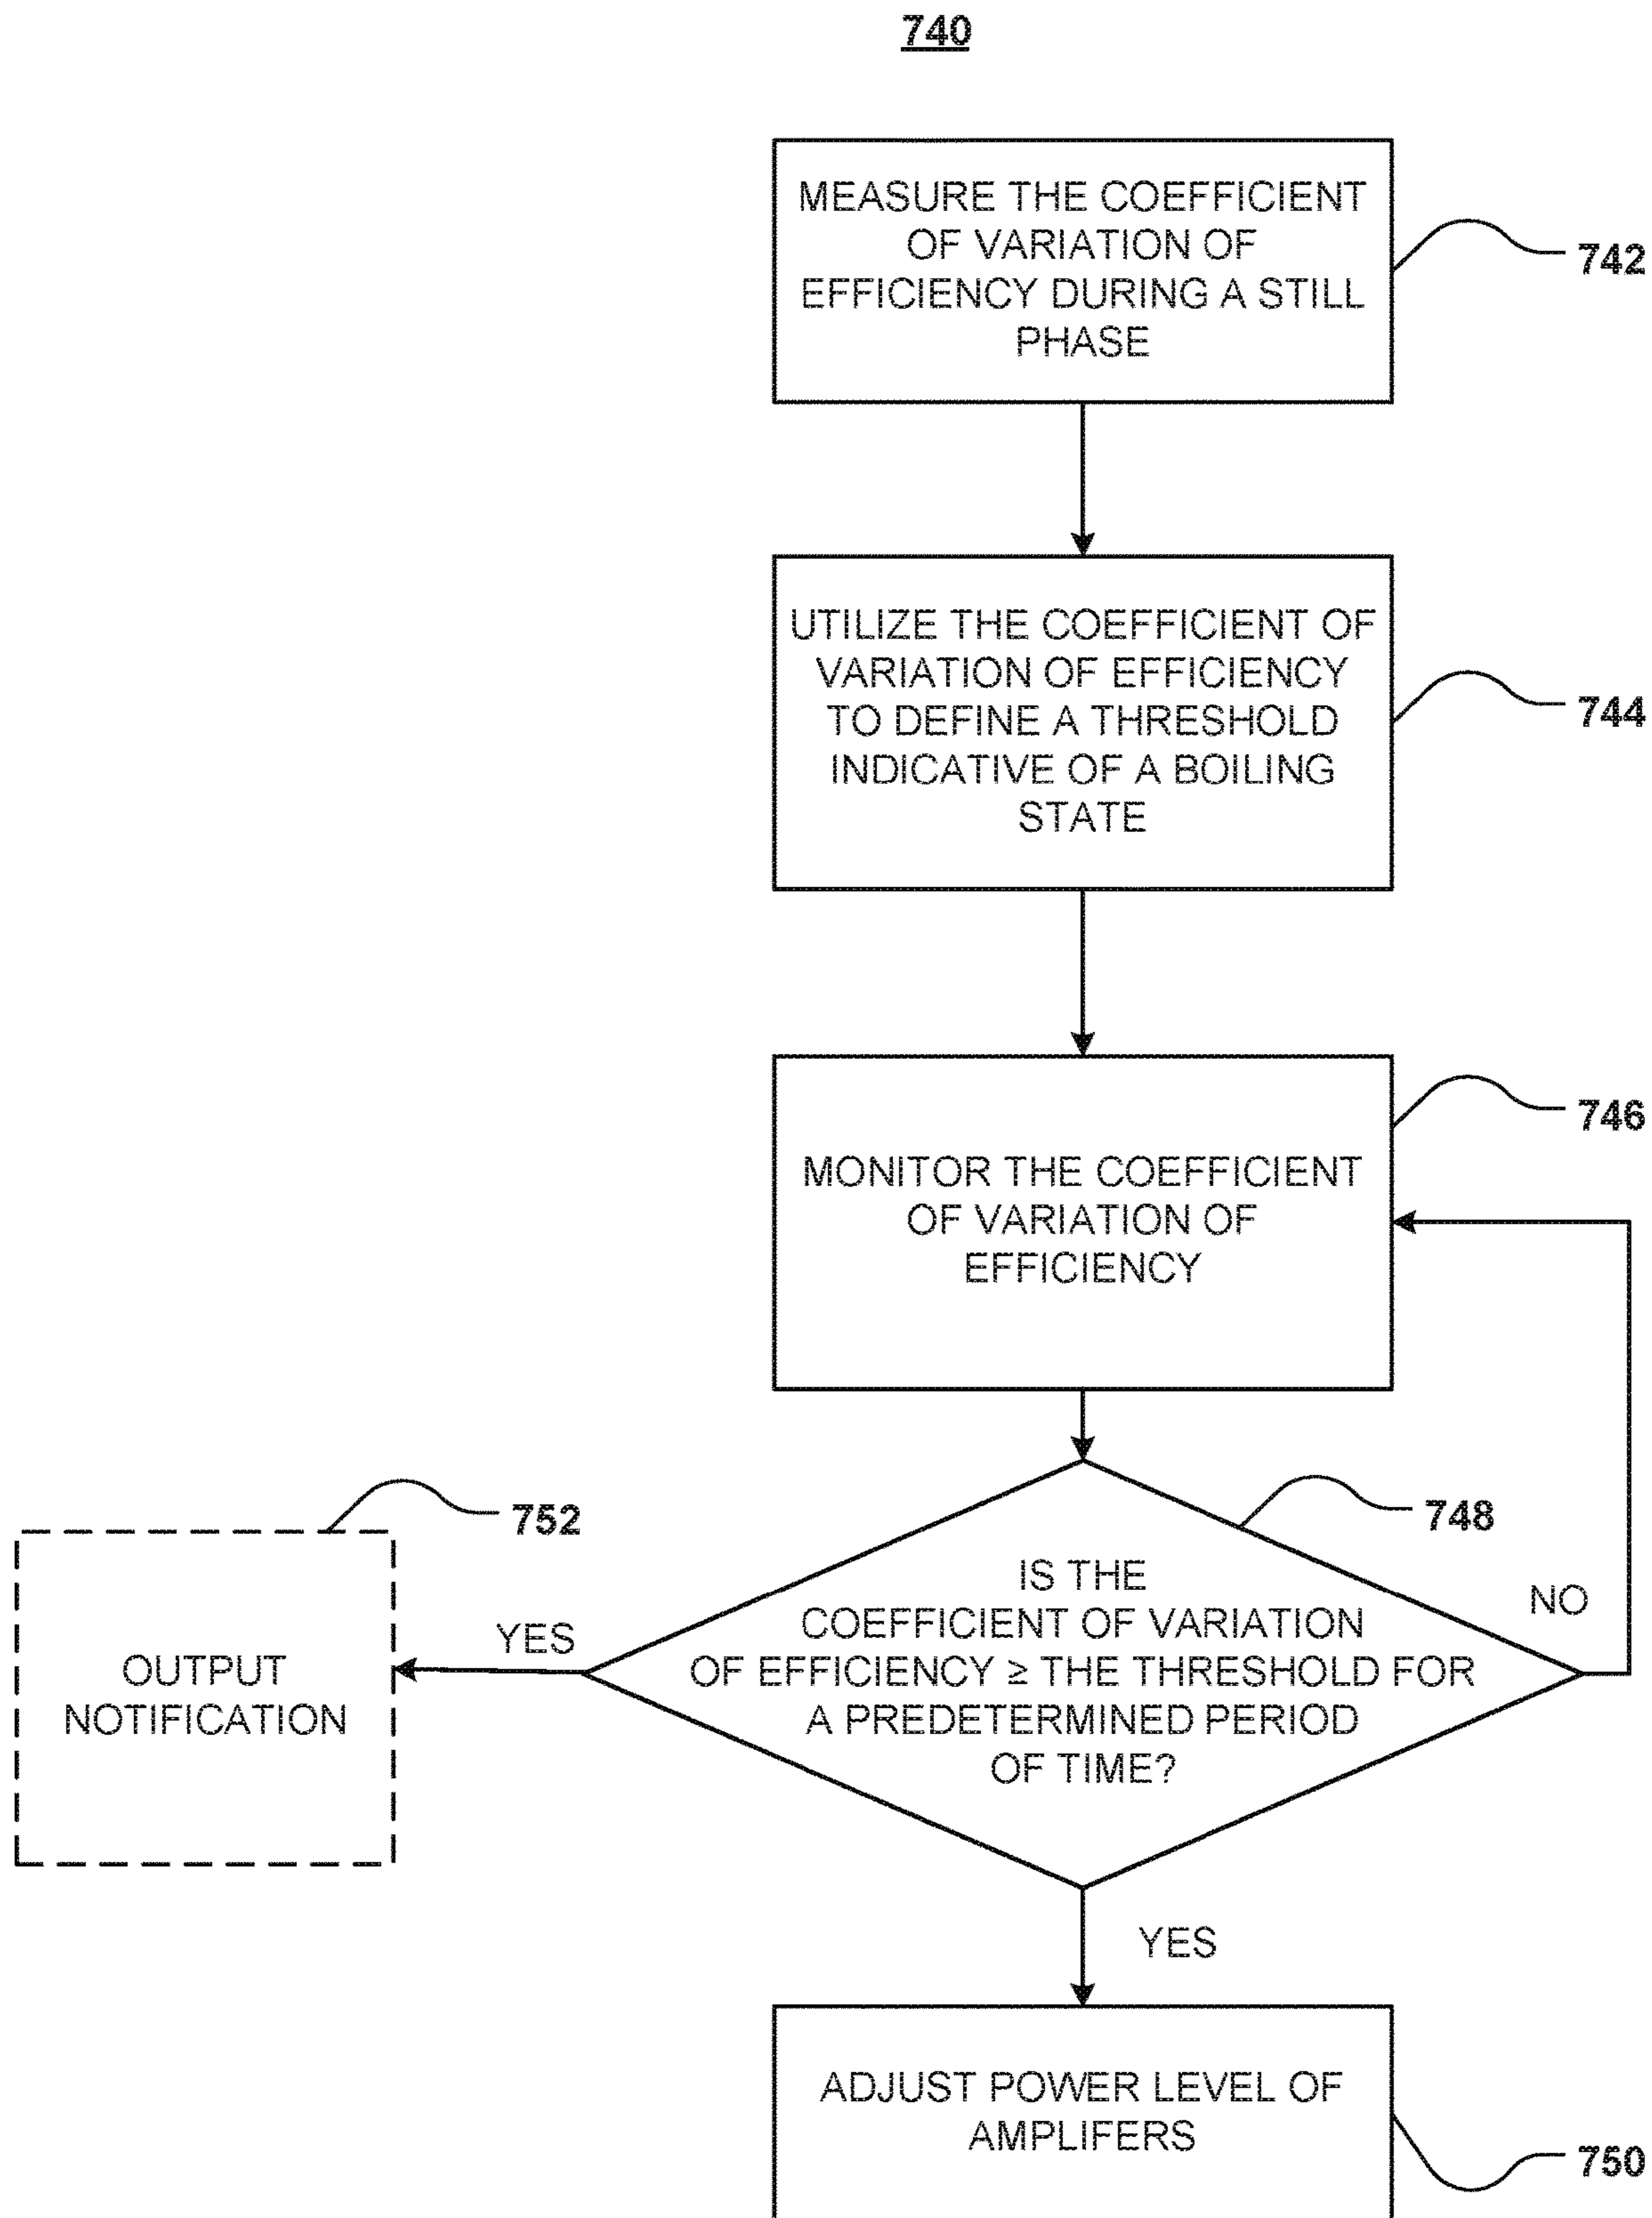 740
MEASURE THE COEFFICIENT
OF VARIATION OF
EFFICIENCY DURING A STILL
PHASE
742
UTILIZE THE COEFFICIENT OF
VARIATION OF EFFICIENCY
TO DEFINE A THRESHOLD
INDICATIVE OF A BOILING
STATE
744
MONITOR THE COEFFICIENT
OF VARIATION OF
EFFICIENCY
746
IS THE
COEFFICIENT OF VARIATION
OF EFFICIENCY ≥ THE THRESHOLD FOR
A PREDETERMINED PERIOD
OF TIME?
748
NO
YES
752
OUTPUT
NOTIFICATION
YES
ADJUST POWER LEVEL OF
AMPLIFERS
750